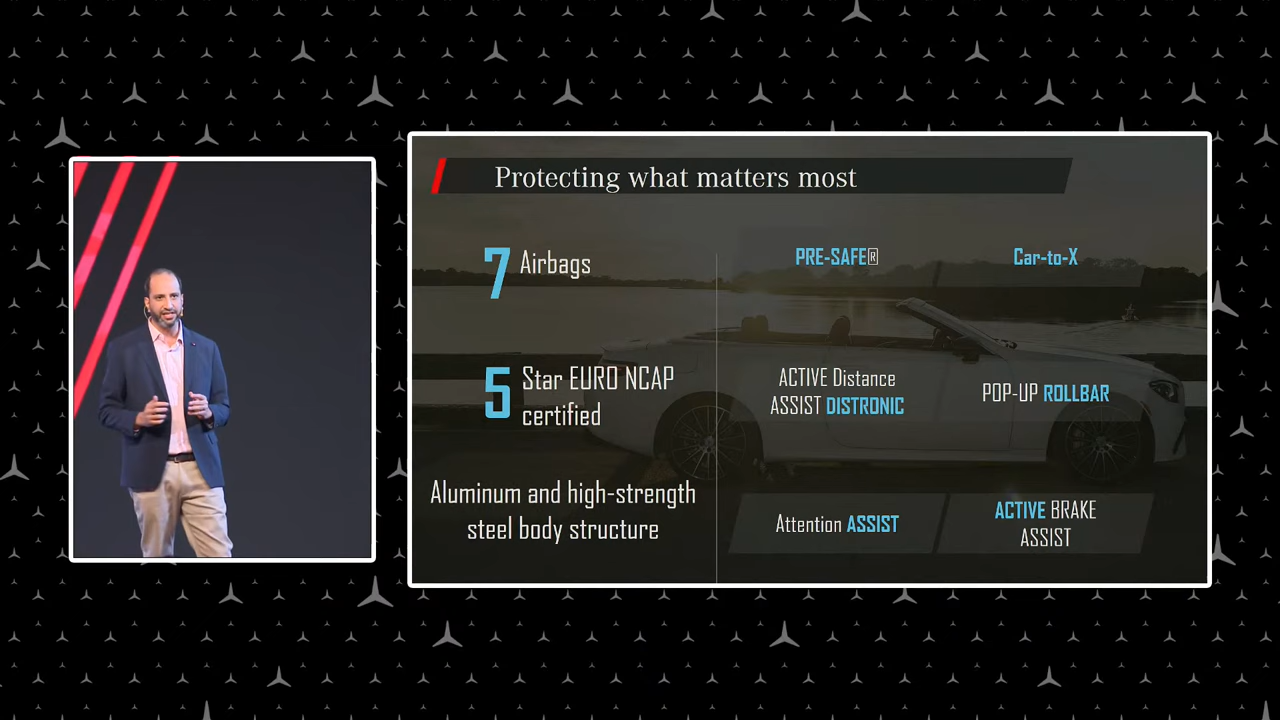 Protecting what matters most
7 Airbags
5 Star EURO NCAP
certified
Aluminum and high-strength
steel body structure
PRE-SAFE®
Car-to-X
ACTIVE Distance
ASSIST DISTRONIC
POP-UP ROLLBAR
Attention ASSIST
ACTIVE BRAKE
ASSIST